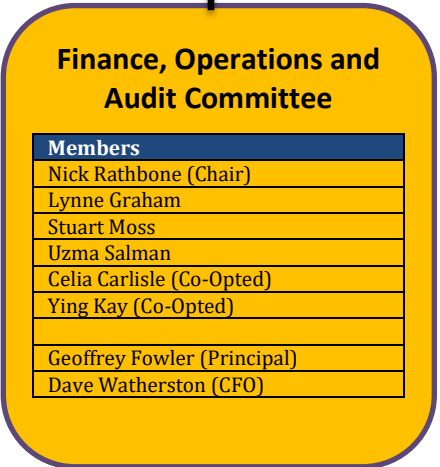 Finance, Operations and
Audit Committee
Members
Nick Rathbone (Chair)
Lynne Graham
Stuart Moss
Uzma Salman
Celia Carlisle (Co-Opted)
Ying Kay (Co-Opted)
Geoffrey Fowler (Principal)
Dave Watherston (CFO)